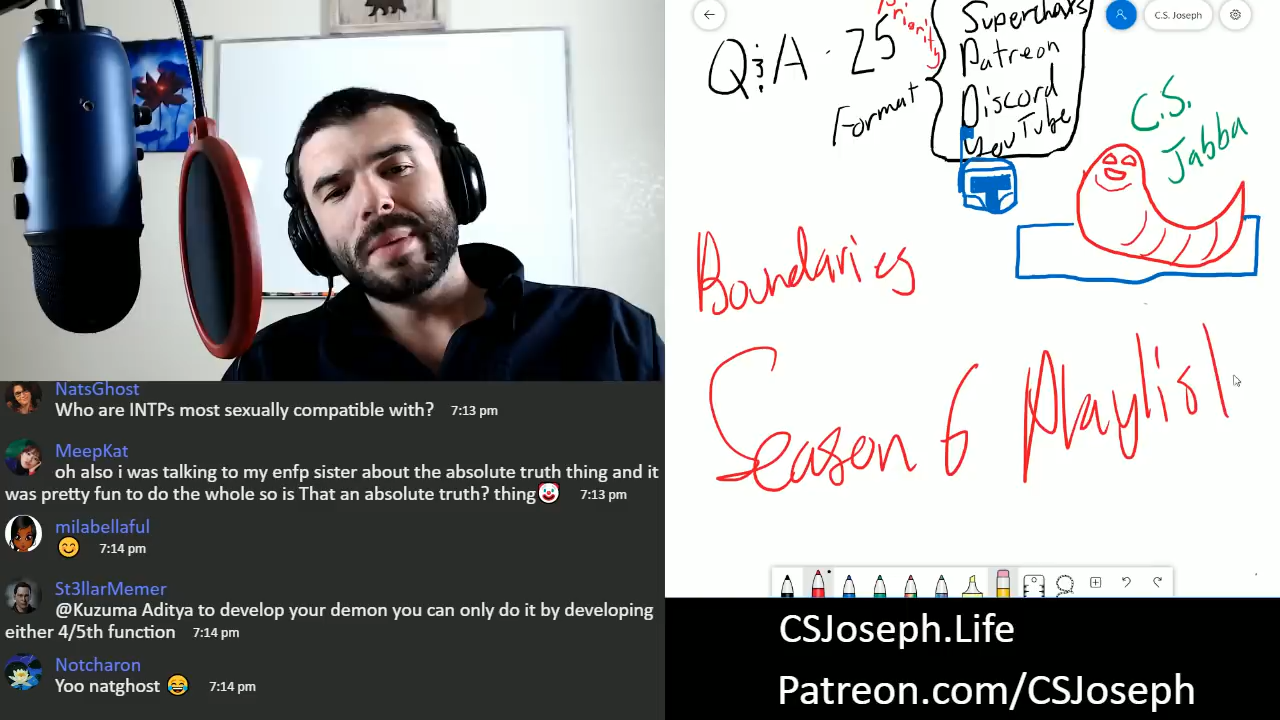 NatsGhost
Who are INTPs most sexually compatible with? 7:13 pm
MeepKat
oh also i was talking to my enfp sister about the absolute truth thing and it
was pretty fun to do the whole so is That an absolute truth? thing🤡 7:13 pm
milabellaful
😊 7:14 pm
St3llarMemer
@Kuzuma Aditya to develop your demon you can only do it by developing
either 4/5th function 7:14 pm
Notcharon
Yoo natghost 😂 7:14 pm
C.S. Joseph
Q&A · 25
Priority
Format
Superchats
Patreon
Discord
YouTube
C.S.
Jabba
Boundaries
Season 6 Playlist
CSJoseph.Life
Patreon.com/CSJoseph